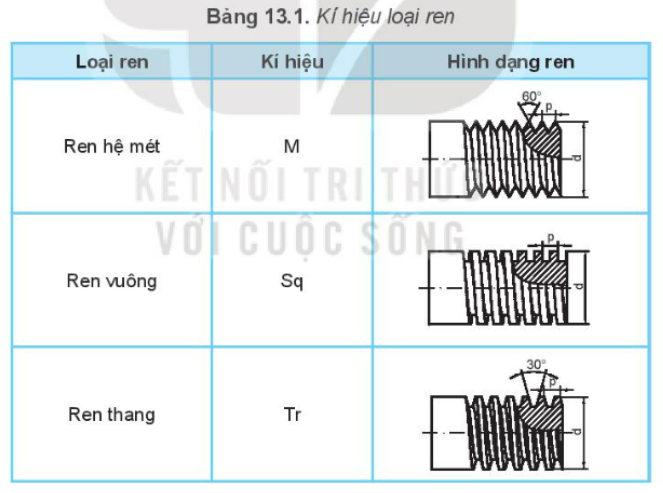 Bảng 13.1. Kí hiệu loại ren
Loại ren Kí hiệu Hình dạng ren
Ren hệ mét M 60° p d
Ren vuông Sq p d
Ren thang Tr 30° p d
KẾT NỐI TRI THỨC
VỚI CUỘC SỐNG